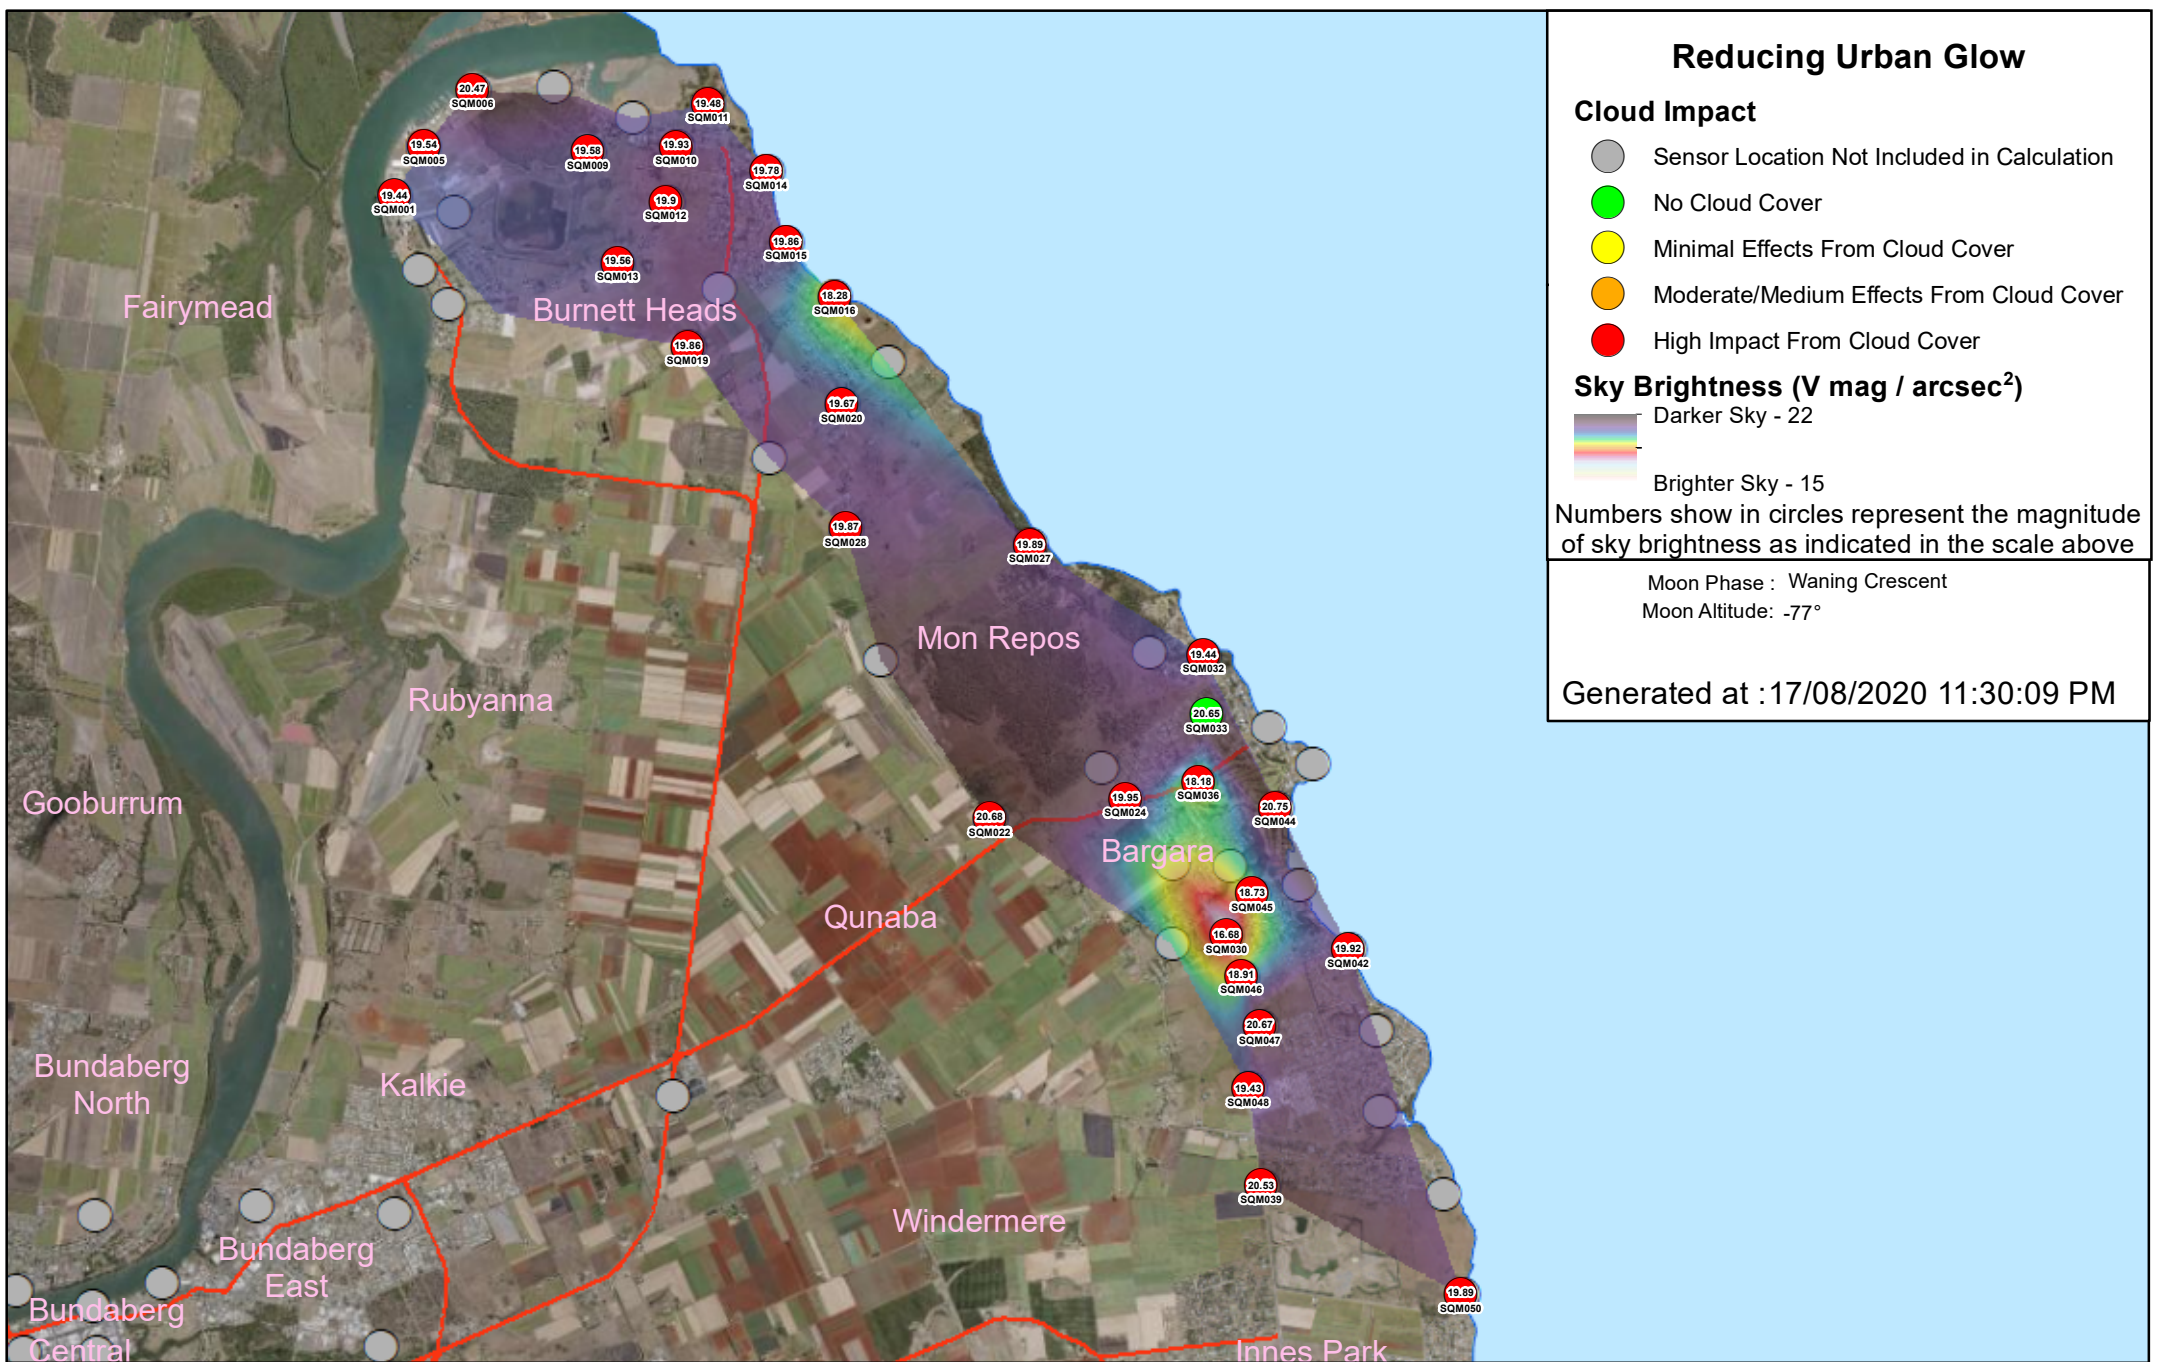 Reducing Urban Glow
Cloud Impact
Sensor Location Not Included in Calculation
No Cloud Cover
Minimal Effects From Cloud Cover
Moderate/Medium Effects From Cloud Cover
High Impact From Cloud Cover
Sky Brightness (V mag / arcsec²)
Darker Sky - 22
Brighter Sky - 15
Numbers show in circles represent the magnitude
of sky brightness as indicated in the scale above
Moon Phase : Waning Crescent
Moon Altitude: -77°
Generated at :17/08/2020 11:30:09 PM
20.47
SQM006
19.48
SQM011
19.54
SQM005
19.58
SQM009
19.93
SQM010
19.78
SQM014
19.44
SQM001
19.9
SQM012
19.86
SQM015
19.56
SQM013
18.28
SQM016
Fairymead
Burnett Heads
19.86
SQM019
19.67
SQM020
19.87
SQM028
19.89
SQM027
Mon Repos
19.44
SQM032
Rubyanna
20.65
SQM033
18.18
SQM036
19.95
SQM024
20.75
SQM044
20.68
SQM022
Gooburrum
Bargara
18.73
SQM045
Qunaba
16.68
SQM030
19.92
SQM042
18.91
SQM046
20.67
SQM047
Bundaberg
North
Kalkie
19.43
SQM048
20.53
SQM039
Windermere
Bundaberg
East
19.89
SQM050
Bundaberg
Central
Innes Park